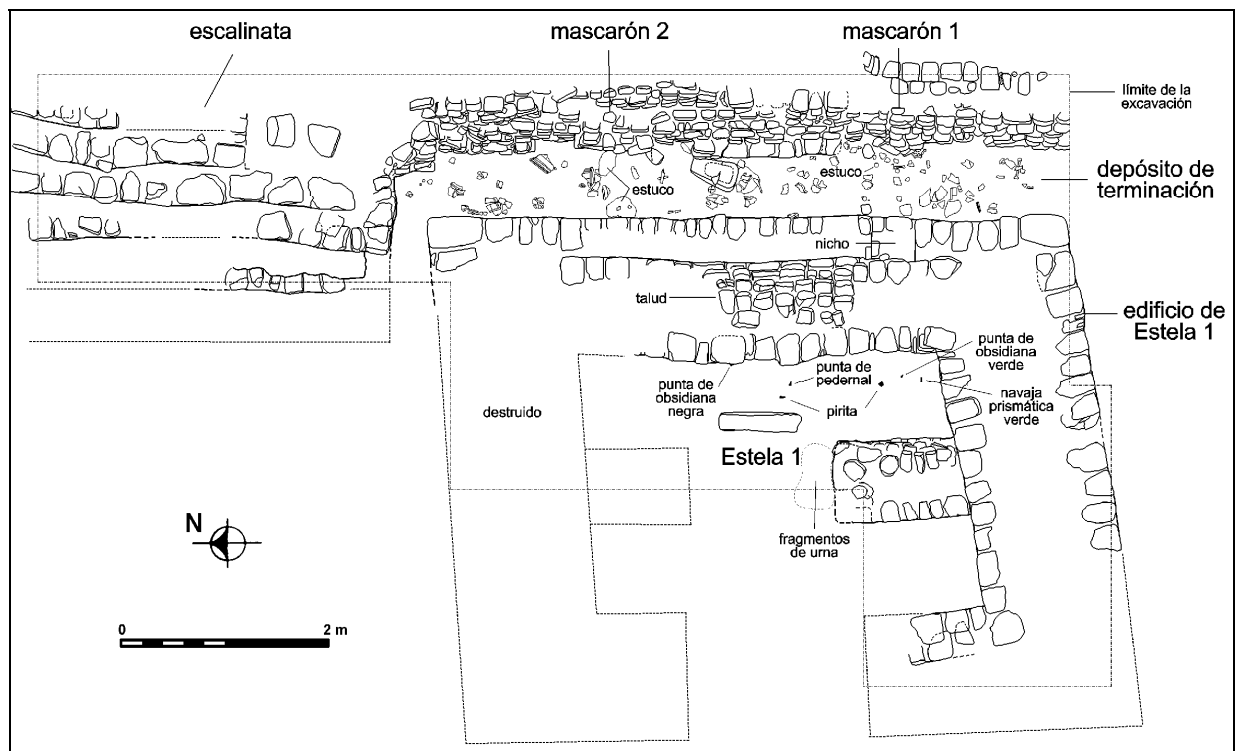 escalinata
mascarón 2
mascarón 1
límite de la
excavación
depósito de
terminación
estuco
estuco
nicho
talud
edificio de
Estela 1
punta de
obsidiana
verde
punta de
pedernal
punta de
obsidiana
negra
pirita
navaja
prismática
verde
destruido
Estela 1
fragmentos
de urna
N
0
2 m